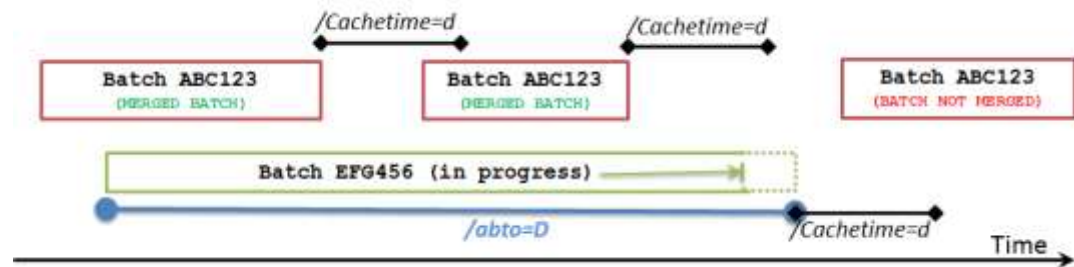 /Cachetime=d
/Cachetime=d
Batch ABC123
(MERGED BATCH)
Batch ABC123
(MERGED BATCH)
Batch ABC123
(BATCH NOT MERGED)
Batch EFG456 (in progress)
/abto=D
/Cachetime=d
Time